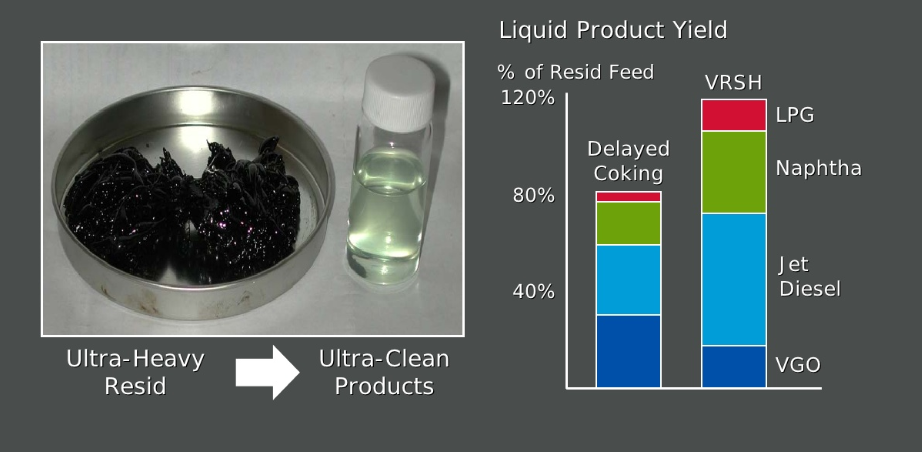 Liquid Product Yield
% of Resid Feed
120%
80%
40%
Delayed
Coking
VRSH
LPG
Naphtha
Jet
Diesel
VGO
Ultra-Heavy
Resid
Ultra-Clean
Products